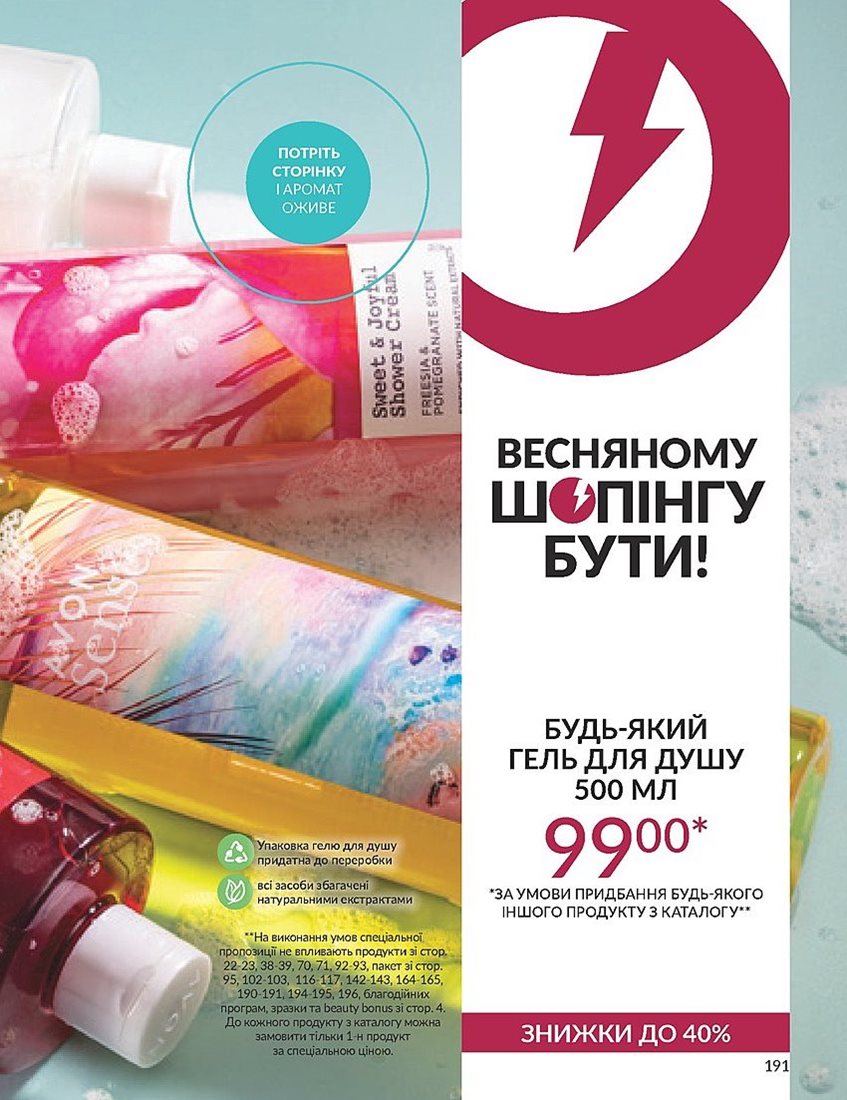 ПОТРІТЬ
СТОРІНКУ
І АРОМАТ
ОЖИВЕ
Sweet & Joyful
Shower Cream
FREESIA &
POMEGRANATE SCENT
ENRICHED WITH NATURAL EXTRACTS
AVON
senses
ВЕСНЯНОМУ
ШОПІНГУ
БУТИ!
БУДЬ-ЯКИЙ
ГЕЛЬ ДЛЯ ДУШУ
500 МЛ
9900*
*ЗА УМОВИ ПРИДБАННЯ БУДЬ-ЯКОГО
ІНШОГО ПРОДУКТУ З КАТАЛОГУ**
Упаковка гелю для душу
придатна до переробки
всі засоби збагачені
натуральними екстрактами
**На виконання умов спеціальної
пропозиції не впливають продукти зі стор.
22-23, 38-39, 70, 71, 92-93, пакет зі стор.
95, 102-103, 116-117, 142-143, 164-165,
190-191, 194-195, 196, благодійних
програм, зразки та beauty bonus зі стор. 4.
До кожного продукту з каталогу можна
замовити тільки 1-н продукт
за спеціальною ціною.
ЗНИЖКИ ДО 40%
191